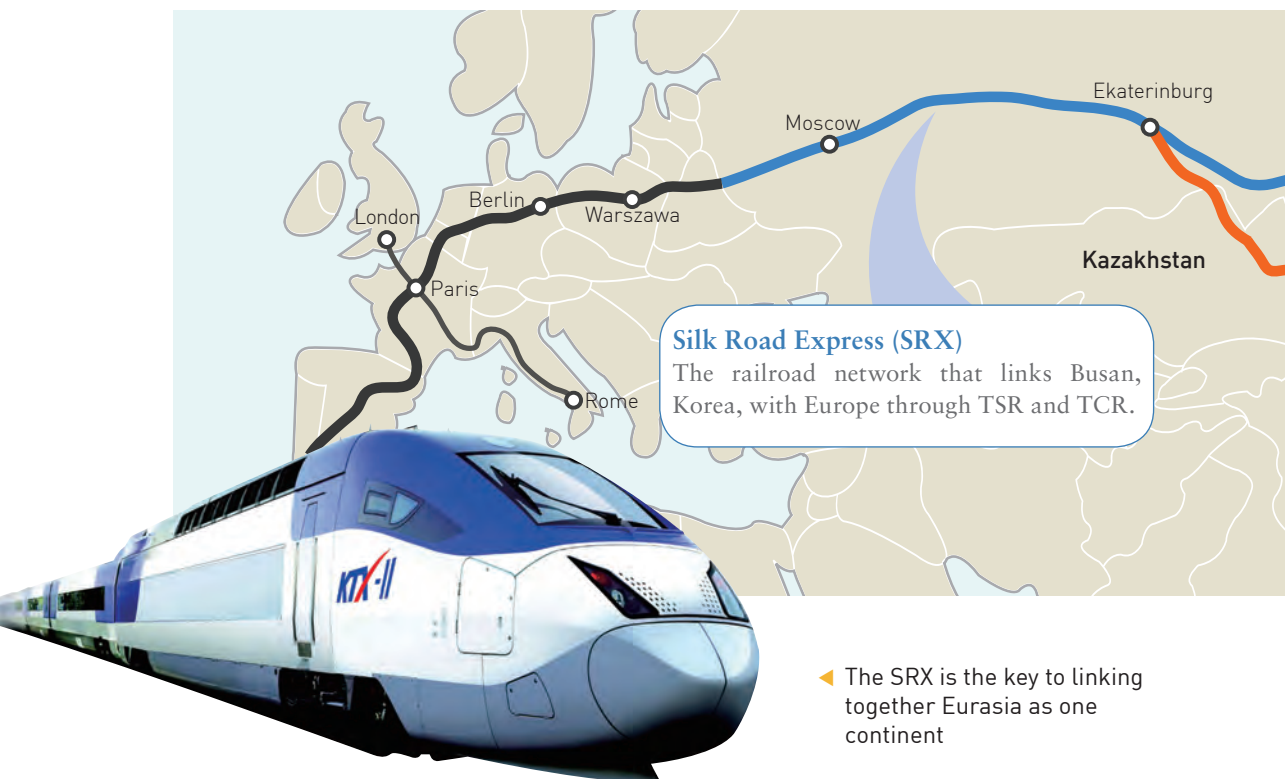 Ekaterinburg
Moscow
Berlin
Warszawa
London
Kazakhstan
Paris
Silk Road Express (SRX)
The railroad network that links Busan,
Korea, with Europe through TSR and TCR.
Rome
KTX-II
The SRX is the key to linking
together Eurasia as one
continent